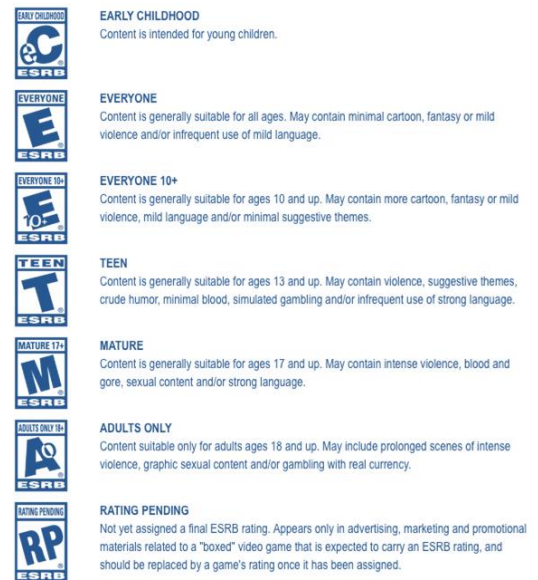 EARLY CHILDHOOD
eC
®
ESRB
EARLY CHILDHOOD
Content is intended for young children.
EVERYONE
E
®
ESRB
EVERYONE
Content is generally suitable for all ages. May contain minimal cartoon, fantasy or mild
violence and/or infrequent use of mild language.
EVERYONE 10+
E
10+
®
ESRB
EVERYONE 10+
Content is generally suitable for ages 10 and up. May contain more cartoon, fantasy or mild
violence, mild language and/or minimal suggestive themes.
TEEN
T
®
ESRB
TEEN
Content is generally suitable for ages 13 and up. May contain violence, suggestive themes,
crude humor, minimal blood, simulated gambling and/or infrequent use of strong language.
MATURE 17+
M
®
ESRB
MATURE
Content is generally suitable for ages 17 and up. May contain intense violence, blood and
gore, sexual content and/or strong language.
ADULTS ONLY 18+
Ao
®
ESRB
ADULTS ONLY
Content suitable only for adults ages 18 and up. May include prolonged scenes of intense
violence, graphic sexual content and/or gambling with real currency.
RATING PENDING
RP
®
ESRB
RATING PENDING
Not yet assigned a final ESRB rating. Appears only in advertising, marketing and promotional
materials related to a "boxed" video game that is expected to carry an ESRB rating, and
should be replaced by a game's rating once it has been assigned.